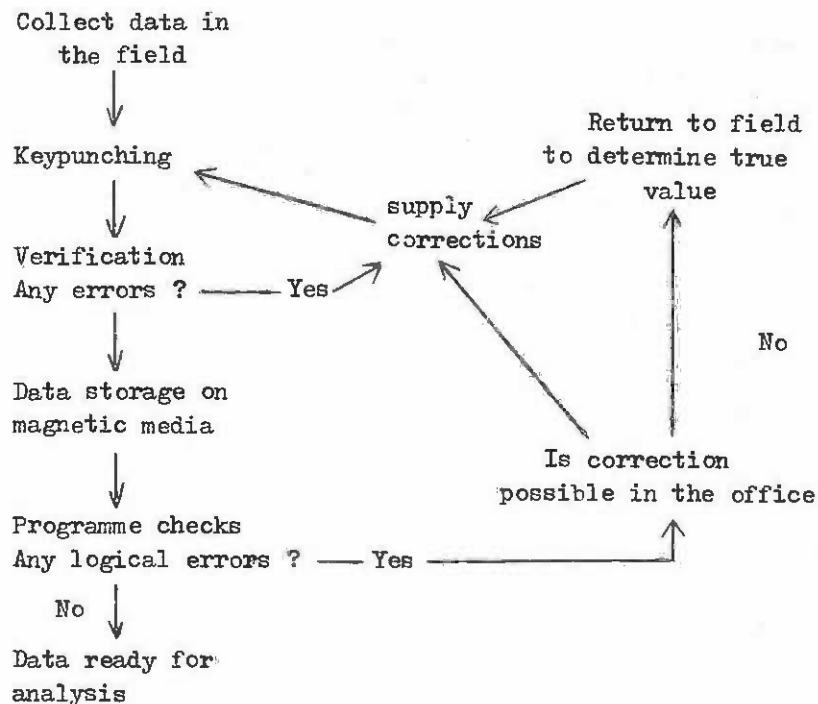 Collect data in
the field
Keypunching
Verification
Any errors ? Yes
supply
corrections
Return to field
to determine true
value
Data storage on
magnetic media
No
Is correction
possible in the office
Programme checks
Any logical errors ? Yes
No
Data ready for
analysis